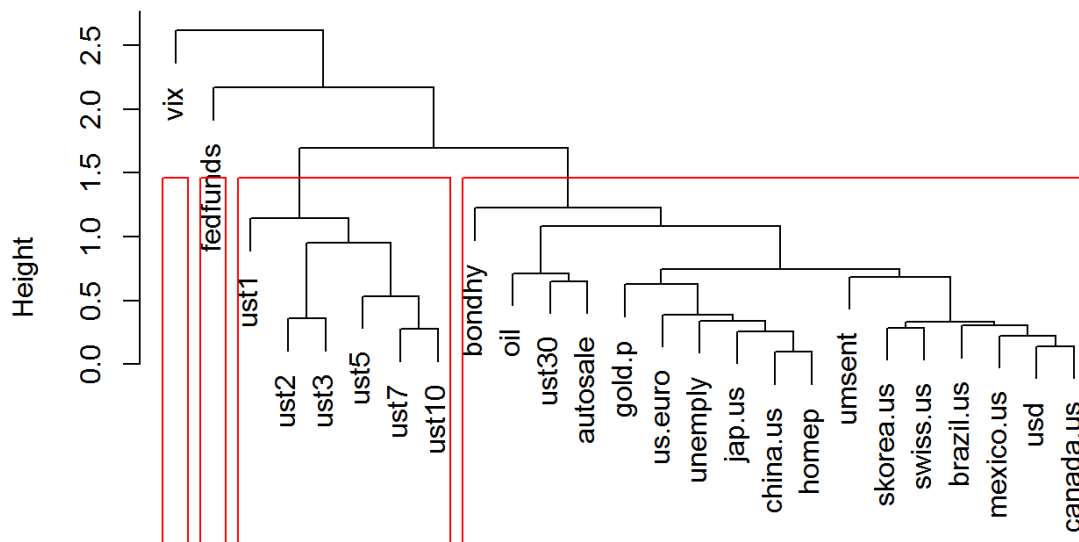 Height
2.5
2.0
1.5
1.0
0.5
0.0
vix
fedfunds
ust1
ust2
ust3
ust5
ust7
ust10
bondhy
oil
ust30
autosale
gold.p
us.euro
unemply
jap.us
china.us
homep
umsent
skorea.us
swiss.us
brazil.us
mexico.us
usd
canada.us